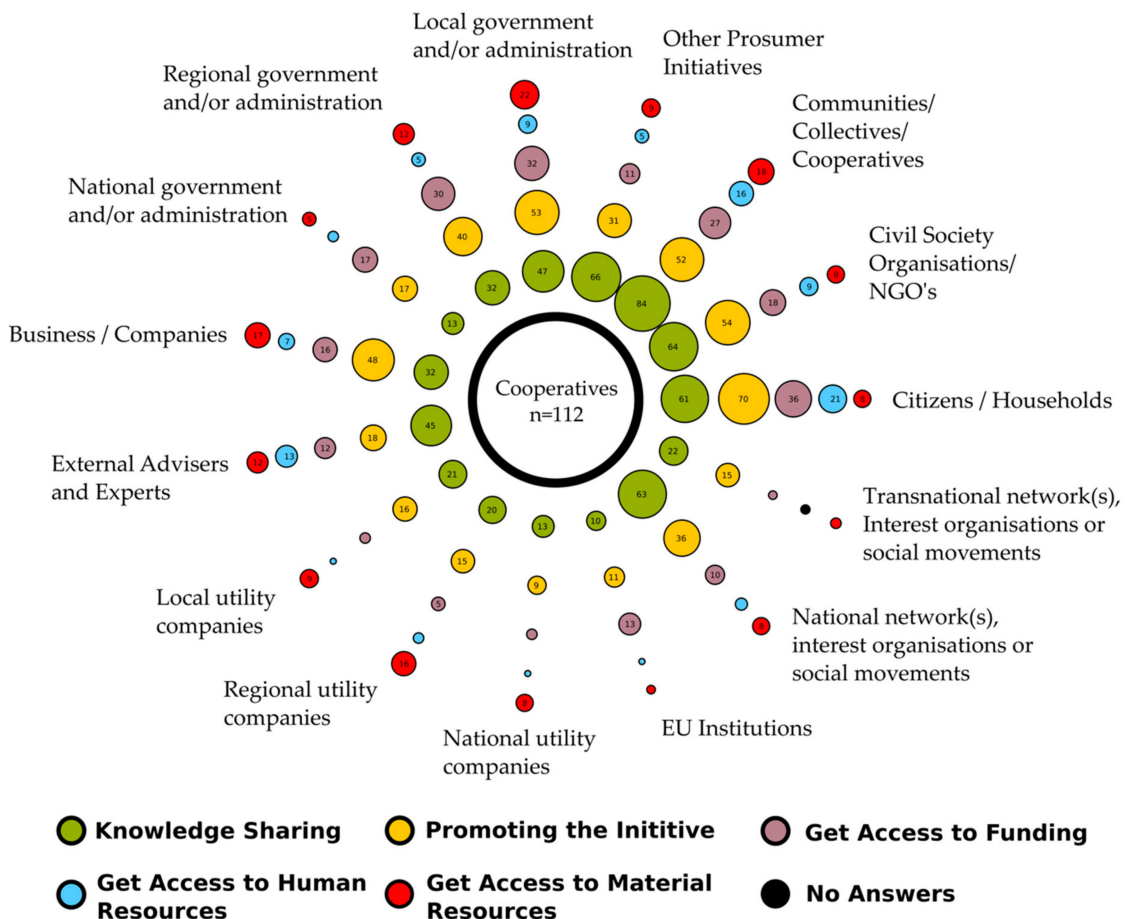 Local government
and/or administration
22
9
32
53
47
Other Prosumer
Initiatives
9
5
11
31
66
Communities/
Collectives/
Cooperatives
18
16
27
52
84
Civil Society
Organisations/
NGO's
8
9
18
54
64
Citizens / Households
61
70
36
21
8
Transnational network(s),
Interest organisations or
social movements
22
15
National network(s),
interest organisations or
social movements
63
36
10
8
EU Institutions
10
11
13
National utility
companies
13
9
8
Regional utility
companies
20
15
5
16
Local utility
companies
21
16
9
External Advisers
and Experts
12
13
12
18
45
Business / Companies
17
7
16
48
32
National government
and/or administration
5
17
17
13
Regional government
and/or administration
12
5
30
40
32
Cooperatives
n=112
Knowledge Sharing
Promoting the Inititive
Get Access to Funding
Get Access to Human
Resources
Get Access to Material
Resources
No Answers